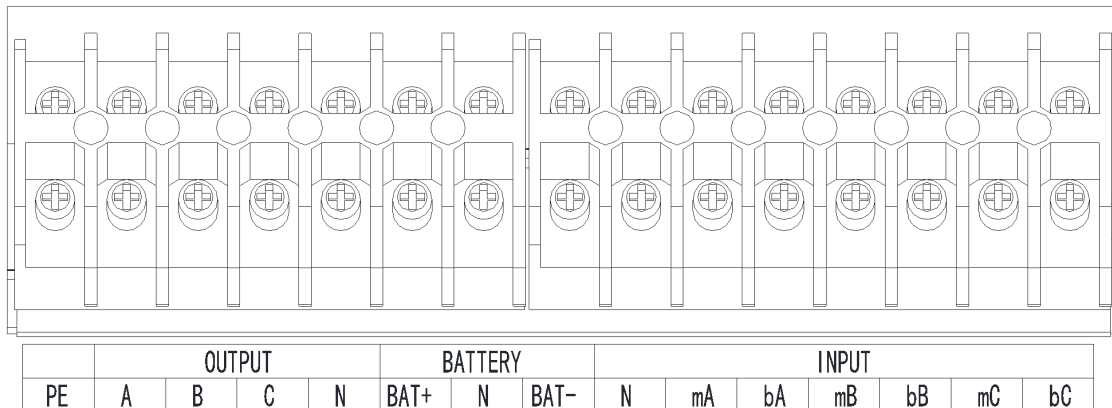 OUTPUT BATTERY INPUT
PE A B C N BAT+ N BAT- N mA bA mB bB mC bC